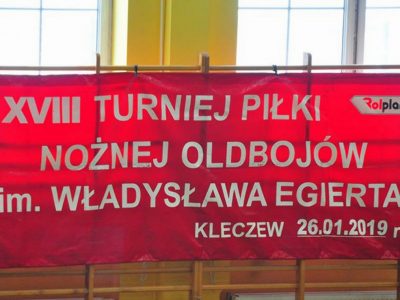 XVIII TURNIEJ PIŁKI
NOŻNEJ OLDBOJÓW
im. WŁADYSŁAWA EGIERTA
KLECZEW 26.01.2019 r